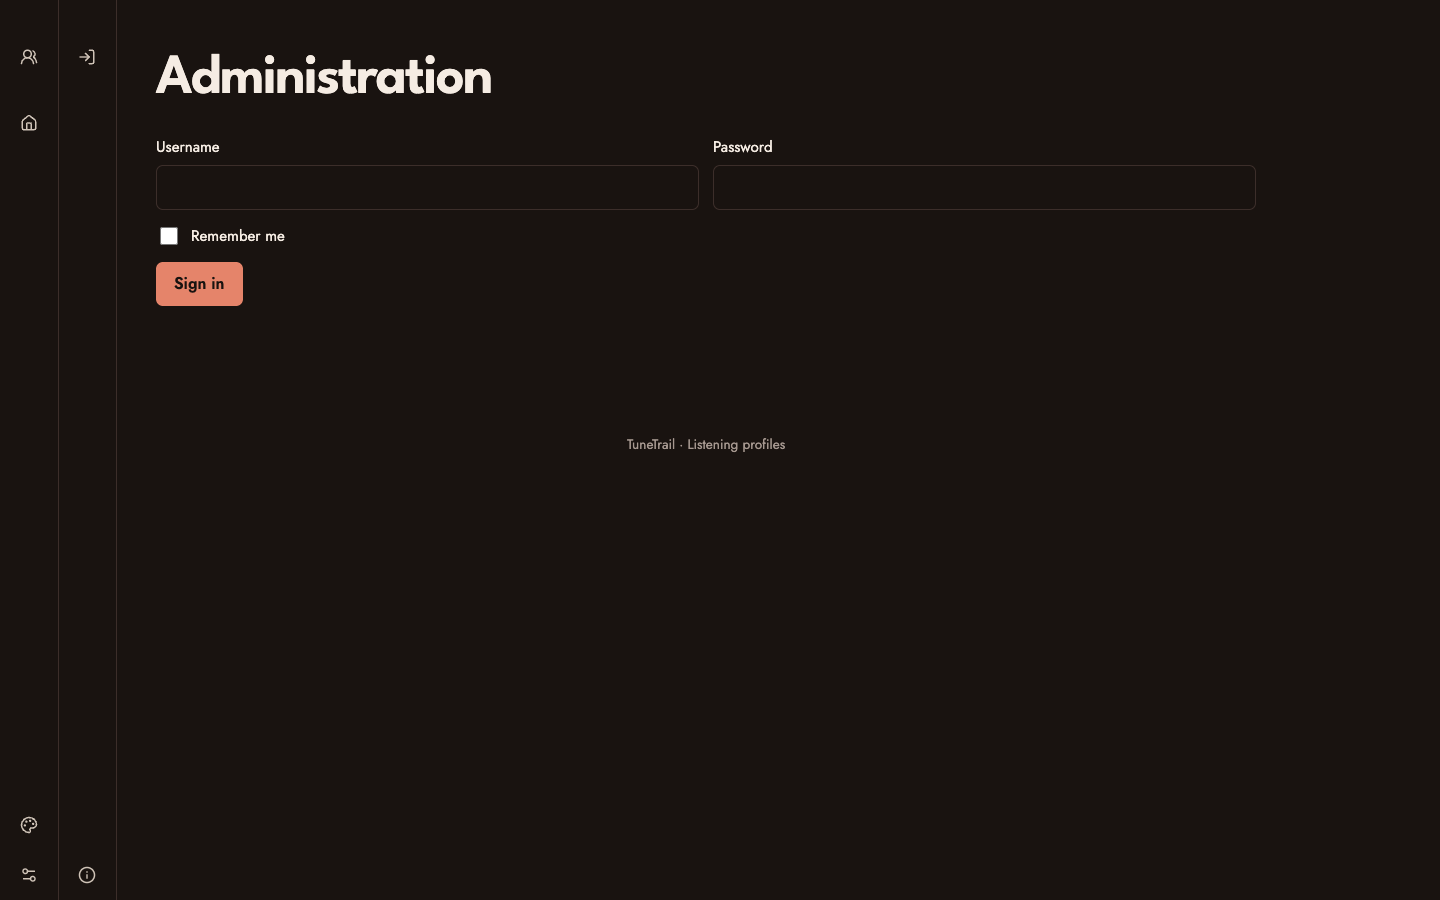 Administration
Username
Password
Remember me
Sign in
TuneTrail · Listening profiles